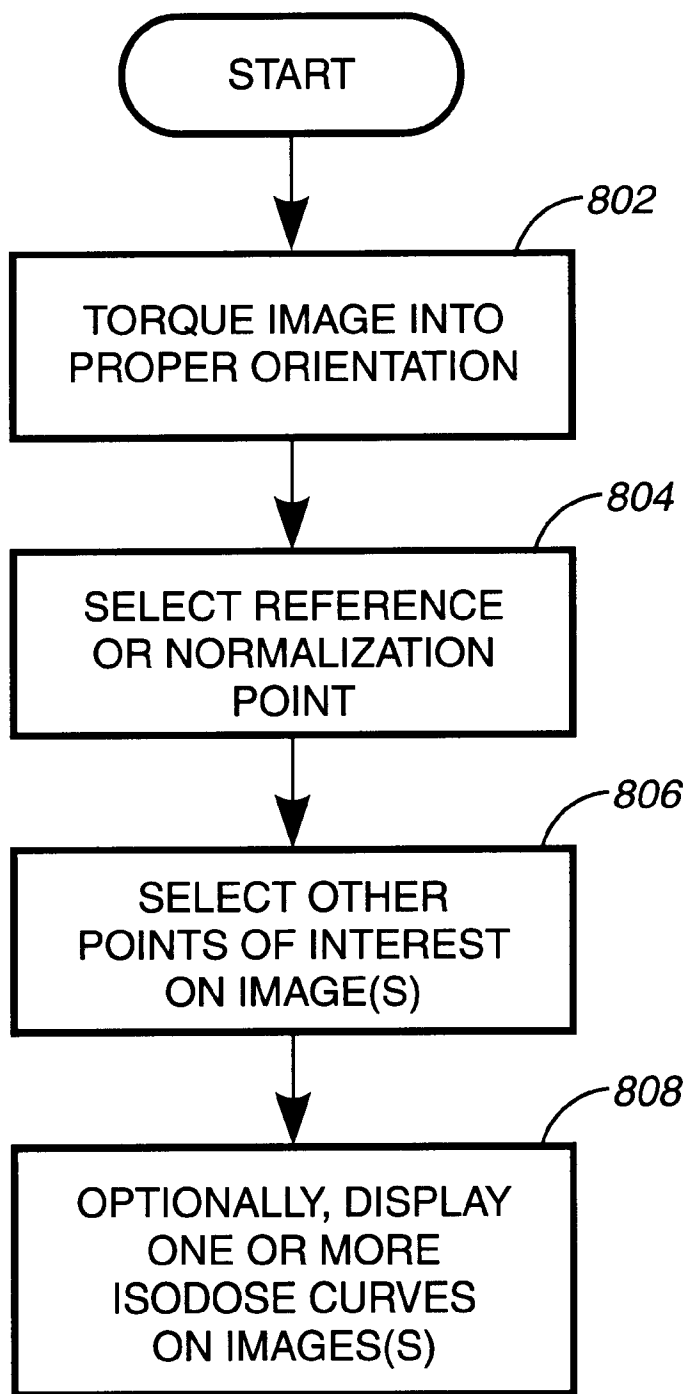 START
802
TORQUE IMAGE INTO
PROPER ORIENTATION
804
SELECT REFERENCE
OR NORMALIZATION
POINT
806
SELECT OTHER
POINTS OF INTEREST
ON IMAGE(S)
808
OPTIONALLY, DISPLAY
ONE OR MORE
ISODOSE CURVES
ON IMAGES(S)